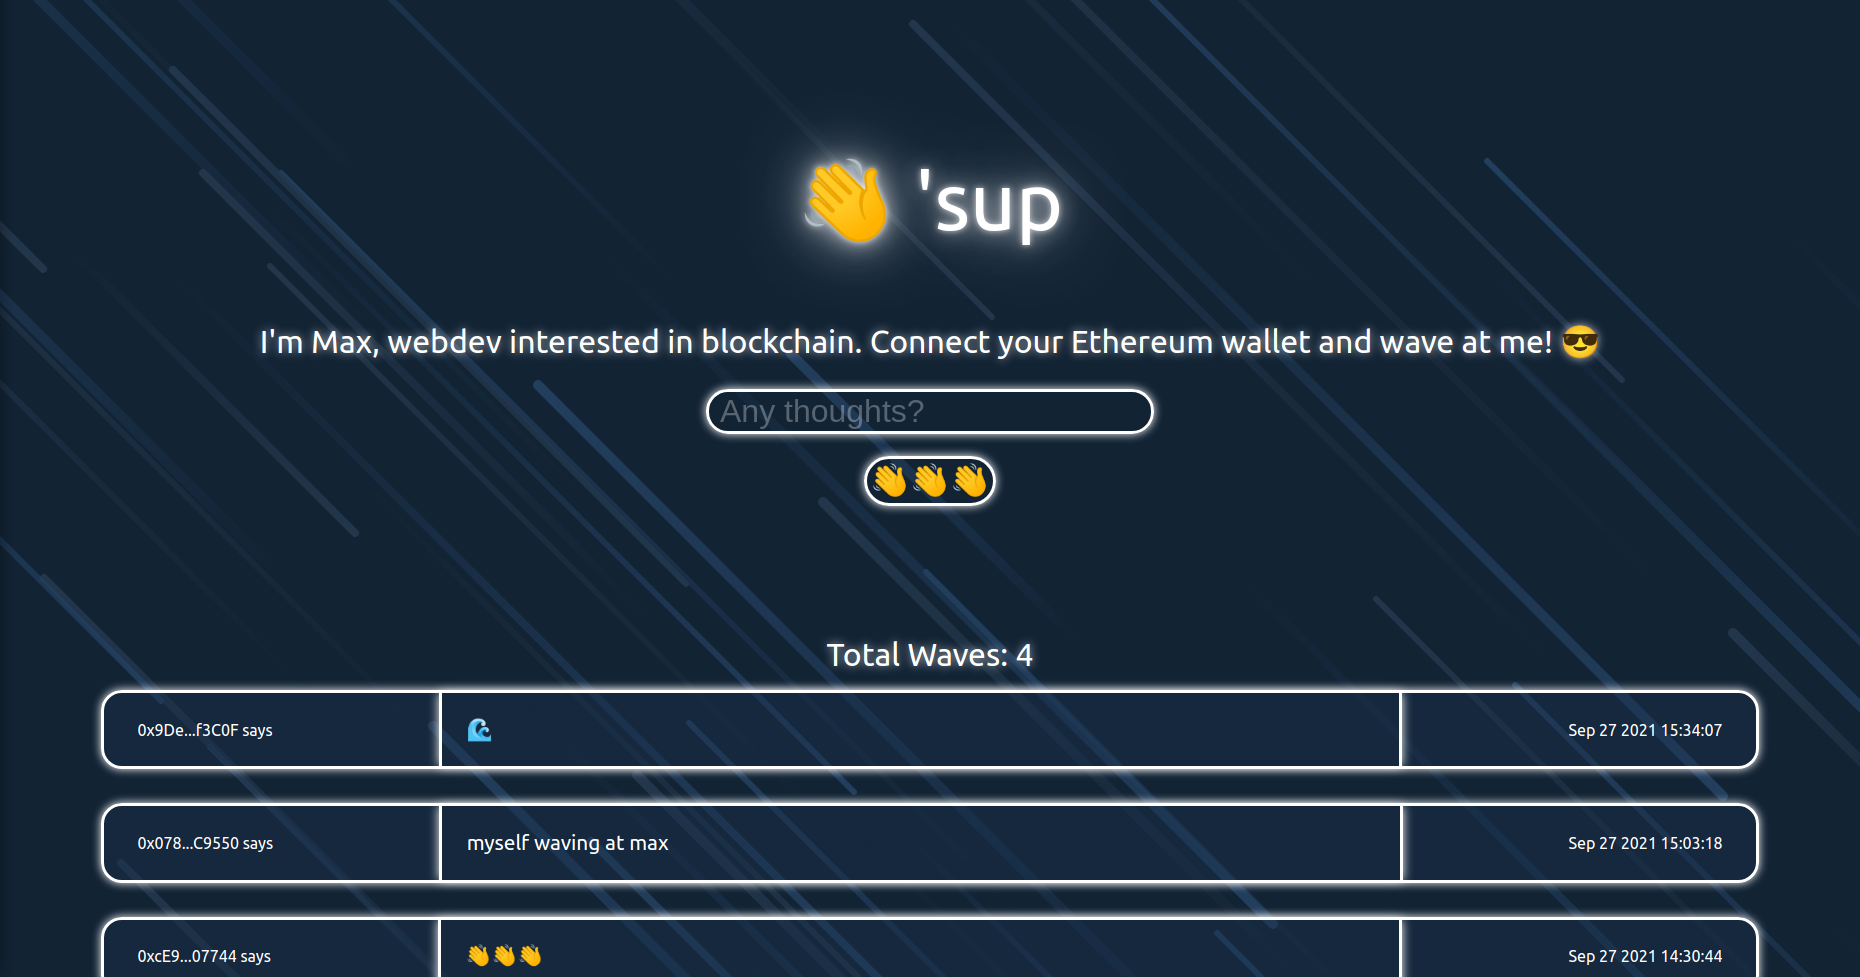 👋 'sup
I'm Max, webdev interested in blockchain. Connect your Ethereum wallet and wave at me! 😎
Any thoughts?
👋👋👋
Total Waves: 4
0x9De...f3C0F says 🌊 Sep 27 2021 15:34:07
0x078...C9550 says myself waving at max Sep 27 2021 15:03:18
0xcE9...07744 says 👋👋👋 Sep 27 2021 14:30:44